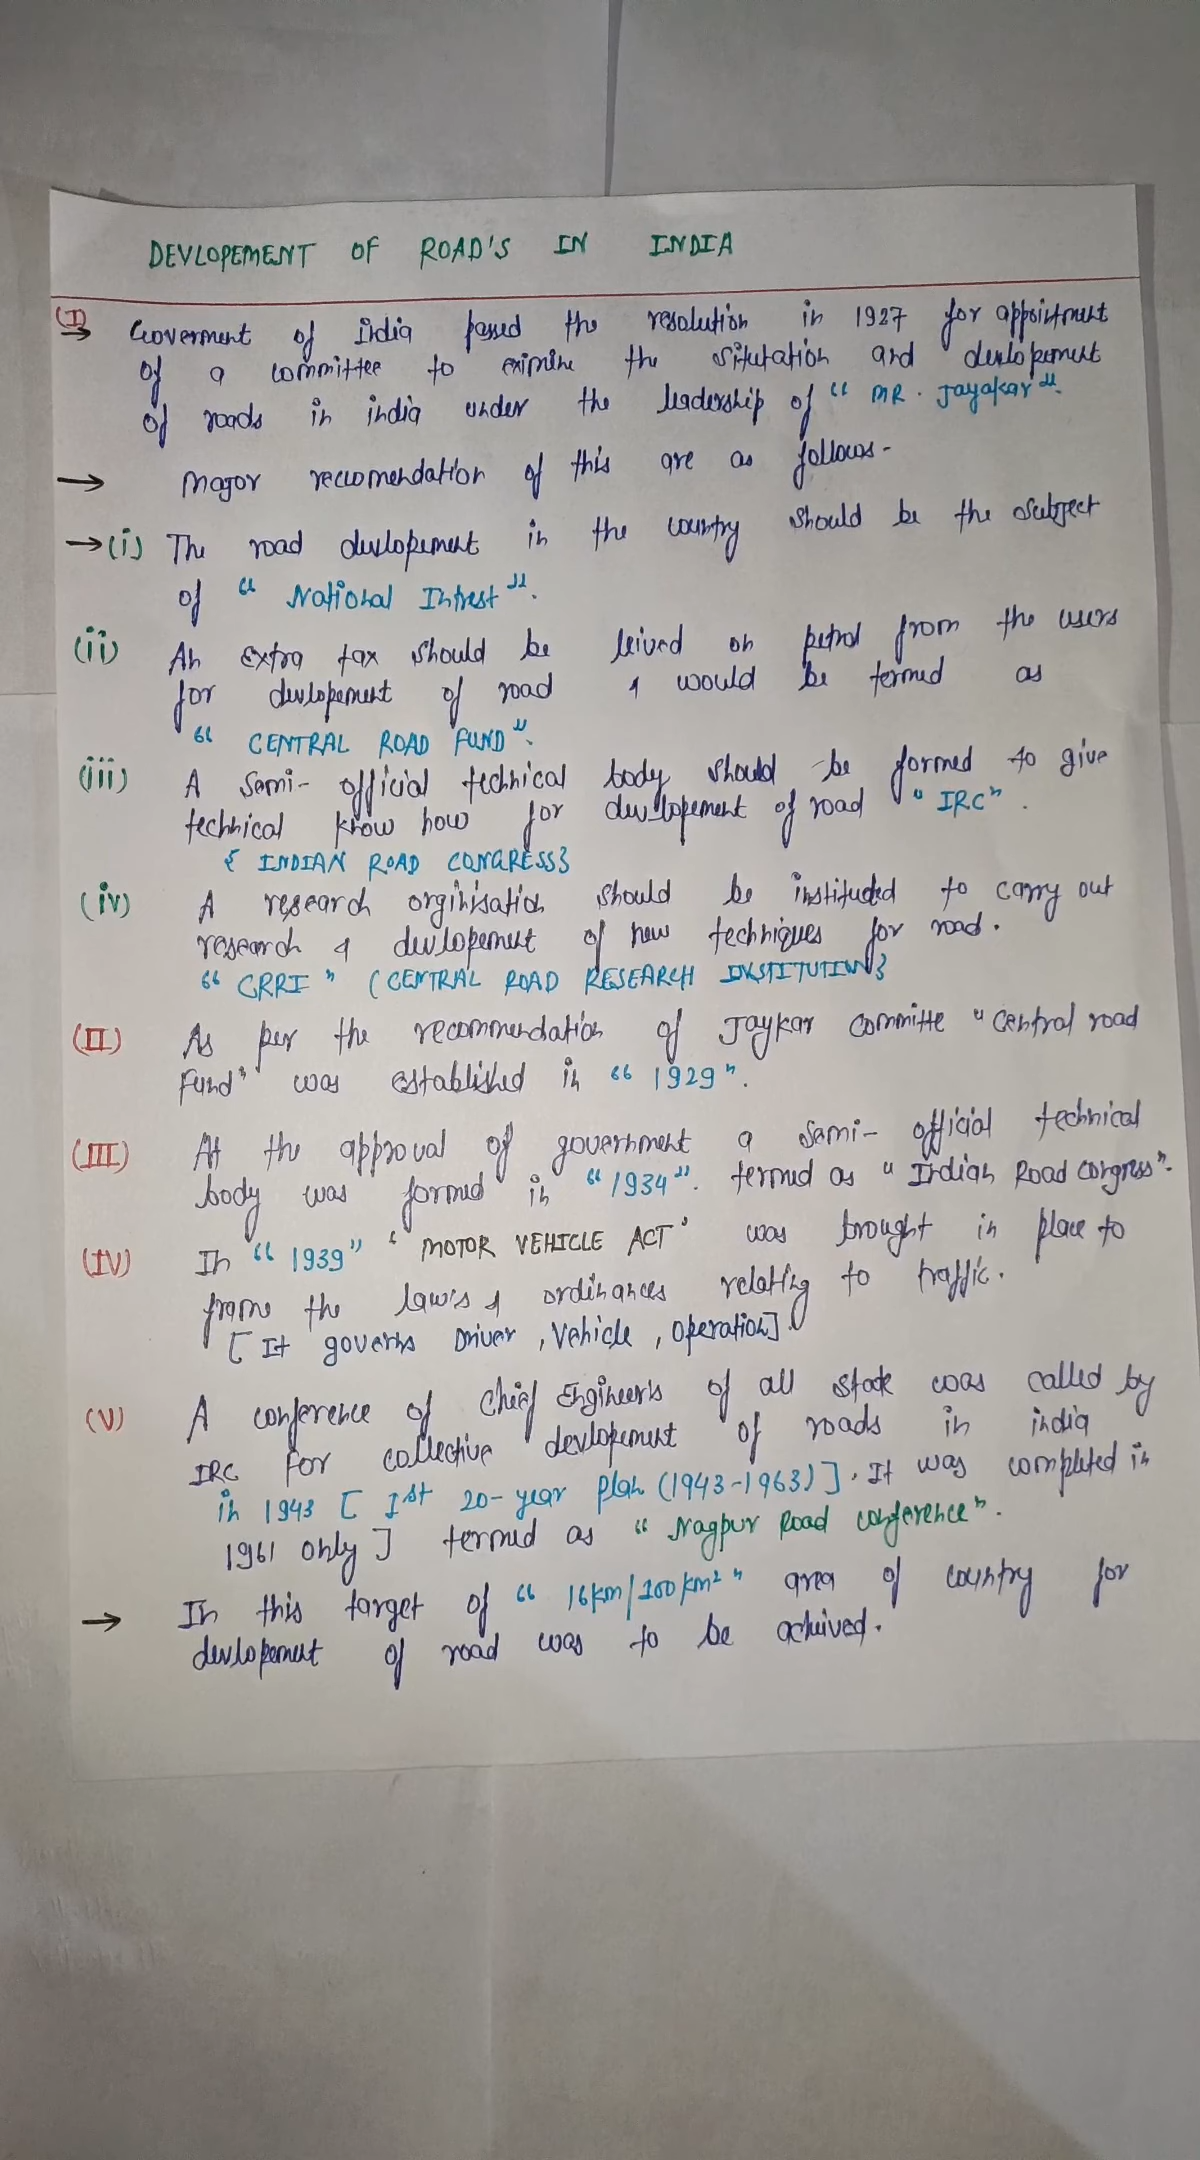 DEVLOPEMENT OF ROAD'S IN INDIA
(I) → Goverment of india passed the resolution in 1927 for appointment
of a committee to eximine the situtation and devlopement
of roads in india under the leadership of “ MR. Jayakar”.
→ Major reccomendation of this are as follows-
→ (i) The road devlopement in the country should be the subject
of “ National Intrest”.
(ii) An extra tax should be leived on petrol from the users
for devlopement of road & would be termed as
“ CENTRAL ROAD FUND”.
(iii) A Semi- official technical body should be formed to give
technical know how for devlopement of road “ IRC”.
{ INDIAN ROAD CONGRESS}
(iv) A research orginisation should be instituded to carry out
research & devlopement of new techniques for road.
“ CRRI ” (CENTRAL ROAD RESEARCH INSTITUTION}
(II) As per the recommendation of Jaykar committe “ central road
fund” was established in “ 1929”.
(III) At the approval of government a semi- official technical
body was formed in “1934”. termed as “ Indian Road congress”.
(IV) In “ 1939” ‘ MOTOR VEHICLE ACT’ was brought in place to
frame the law's & ordinances relating to traffic.
[ It governs Driver , Vehicle , operation].
(V) A conference of chief Engineer's of all state was called by
IRC for collective devlopement of roads in india
in 1943 [ Ist 20-year plan (1943-1963)]. It was completed in
1961 only ] termed as “ Nagpur Road conference”.
→ In this target of “ 16km/100km² ” area of country for
devlopement of road was to be achived.